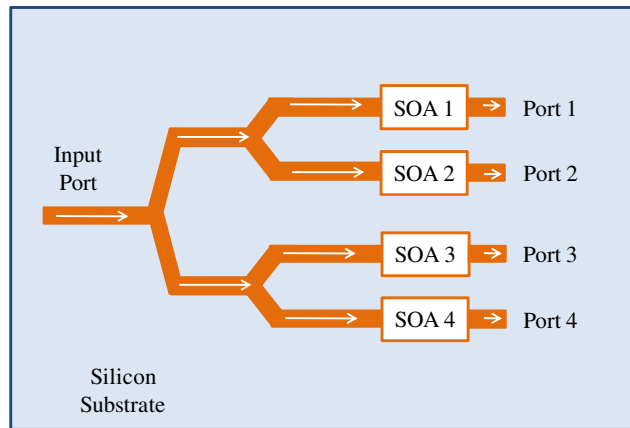 SOA 1
Port 1
Input
Port
SOA 2
Port 2
SOA 3
Port 3
SOA 4
Port 4
Silicon
Substrate